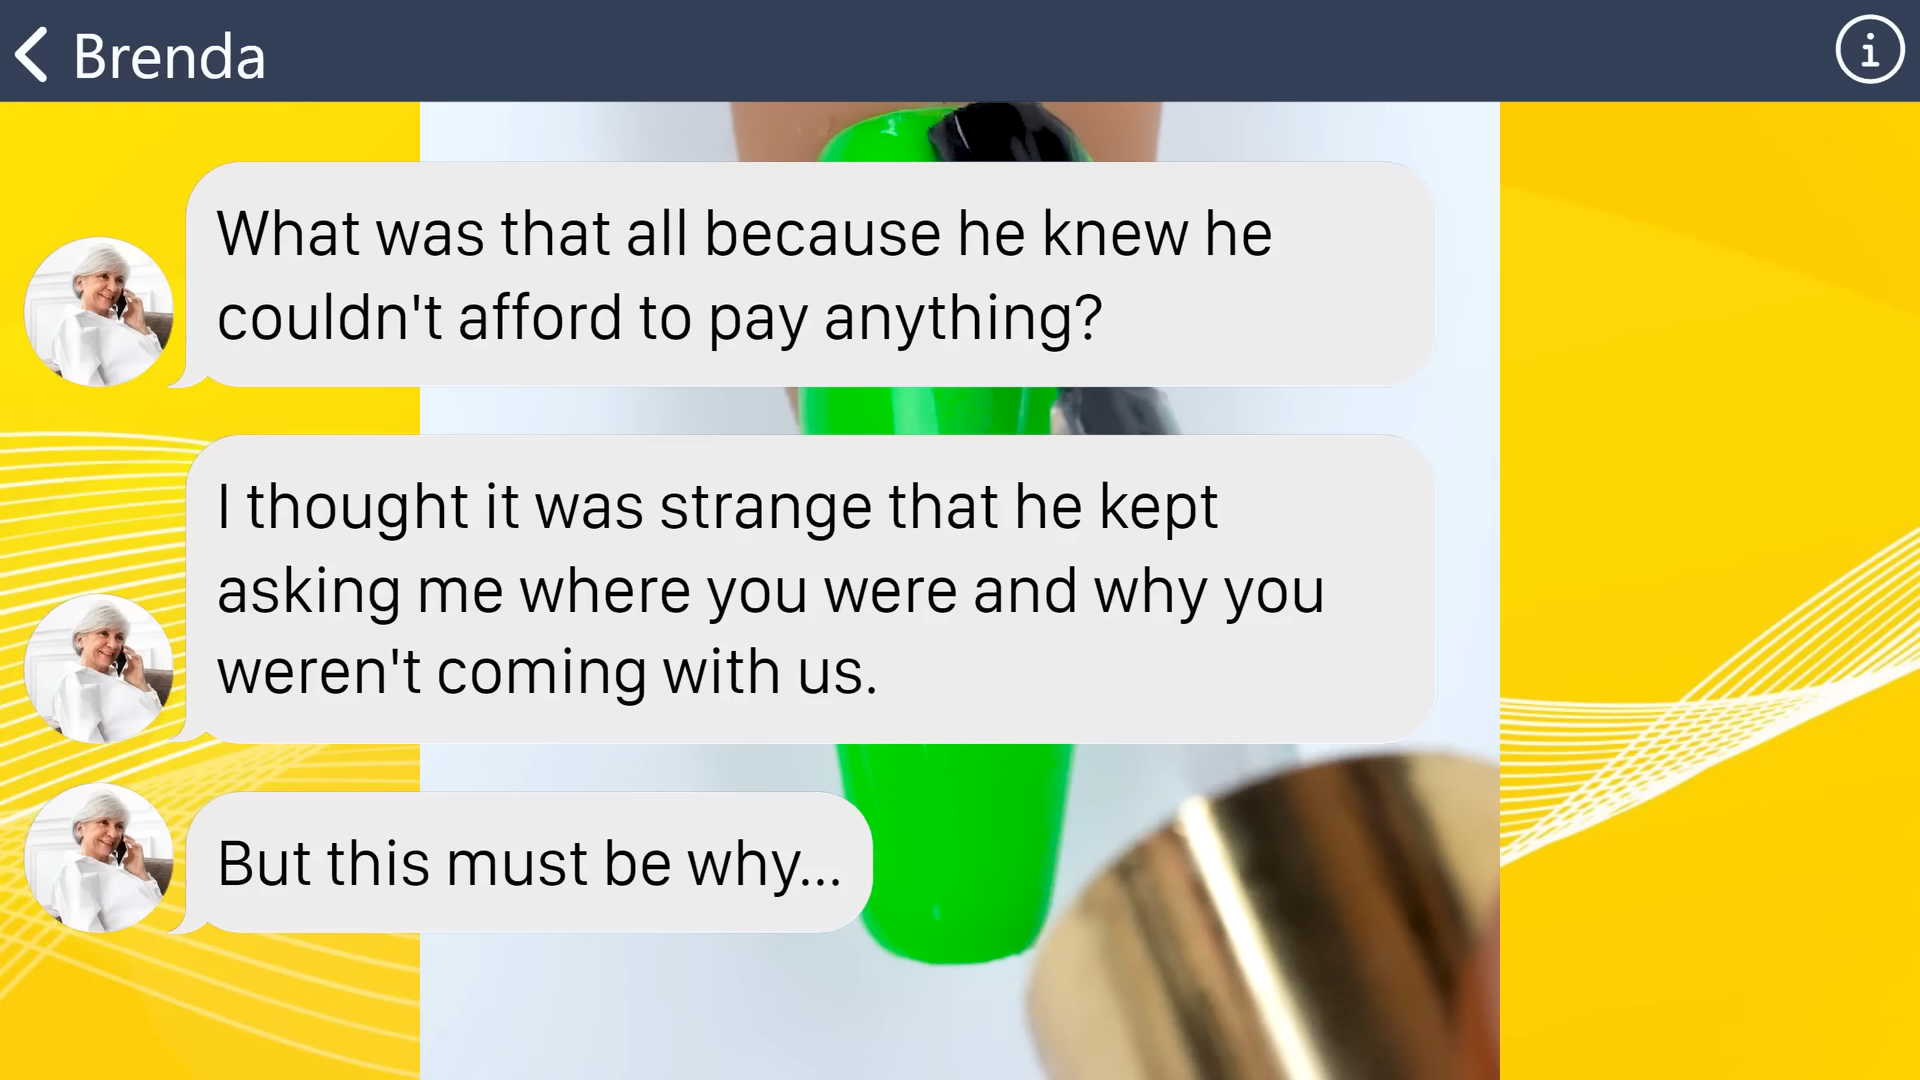 Brenda
What was that all because he knew he
couldn't afford to pay anything?
I thought it was strange that he kept
asking me where you were and why you
weren't coming with us.
But this must be why...